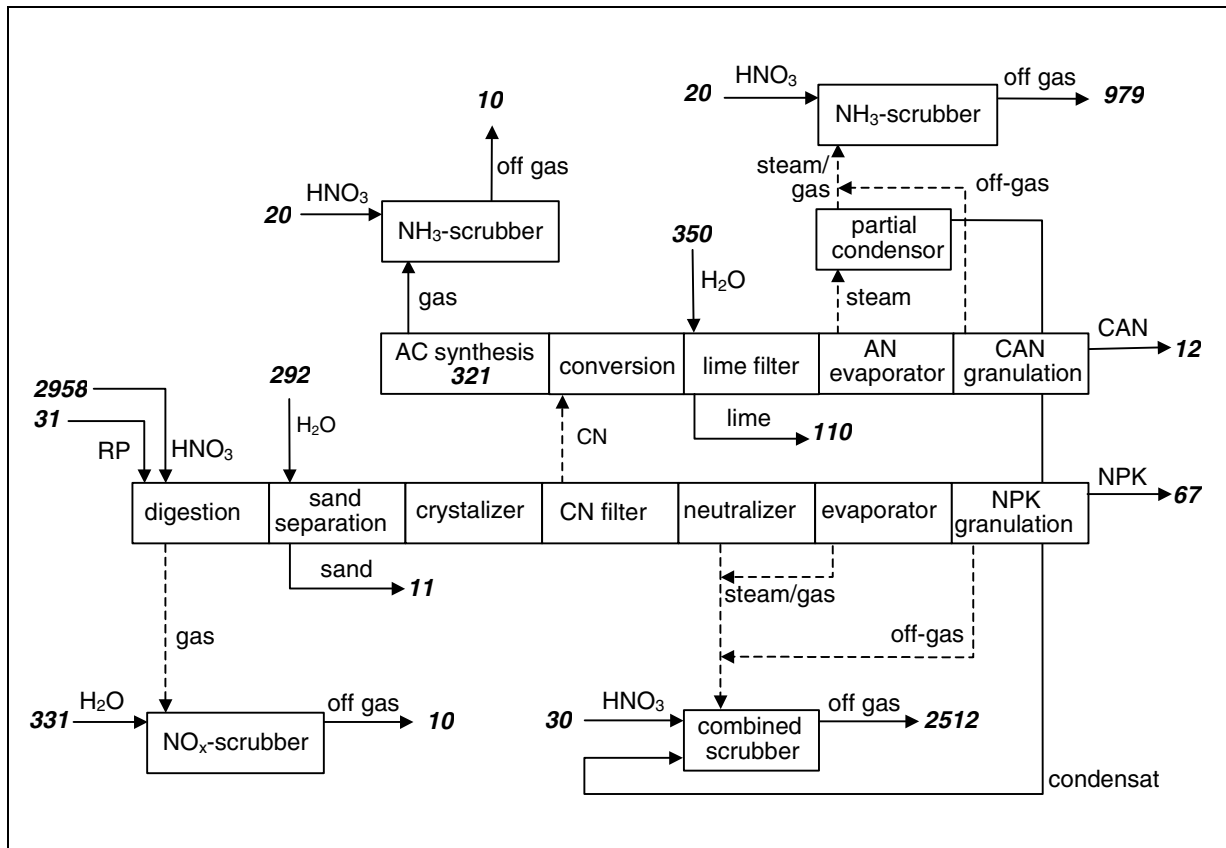 HNO3
off gas
20
979
NH3-scrubber
10
off gas
steam/
gas
off-gas
HNO3
20
NH3-scrubber
partial
condensor
350
H2O
gas
steam
CAN
12
AC synthesis
321
conversion
lime filter
AN
evaporator
CAN
granulation
2958
31
292
H2O
RP
HNO3
CN
lime
110
NPK
67
digestion
sand
separation
crystalizer
CN filter
neutralizer
evaporator
NPK
granulation
sand
11
steam/gas
gas
off-gas
H2O
331
NOx-scrubber
off gas
10
HNO3
30
combined
scrubber
off gas
2512
condensat